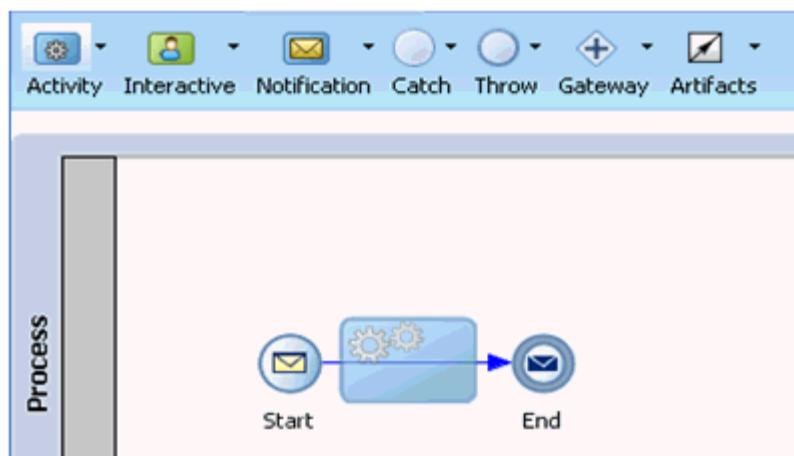 Activity Interactive Notification Catch Throw Gateway Artifacts
Process
Start End